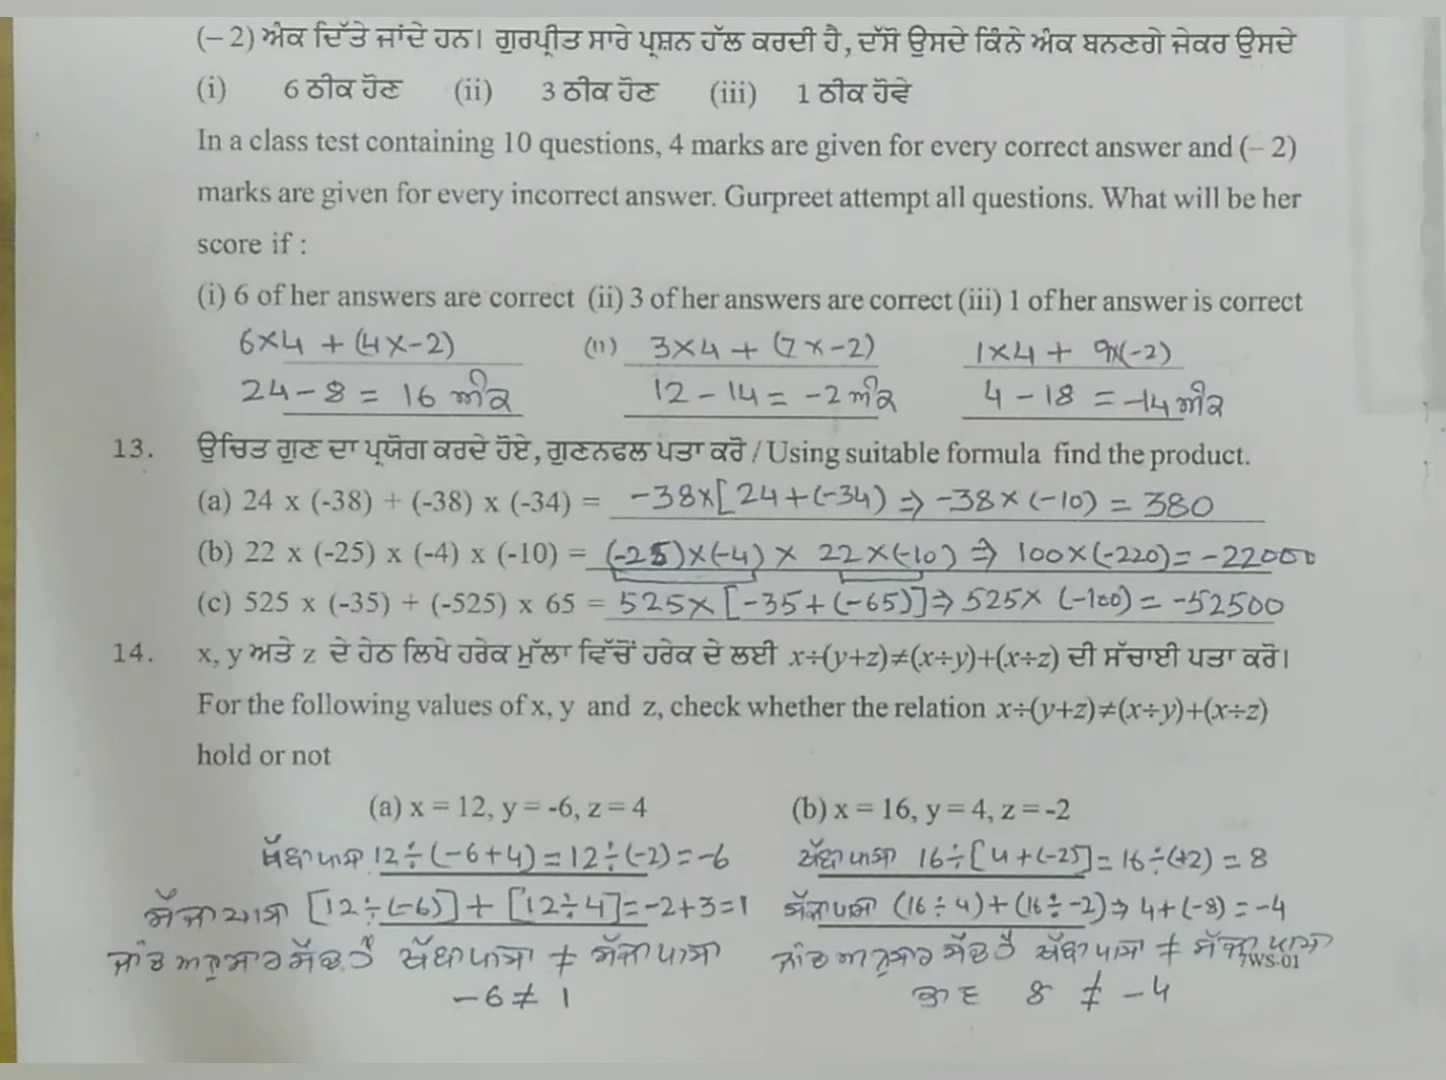 (– 2) ਅੰਕ ਦਿੱਤੇ ਜਾਂਦੇ ਹਨ। ਗੁਰਪ੍ਰੀਤ ਸਾਰੇ ਪ੍ਰਸ਼ਨ ਹੱਲ ਕਰਦੀ ਹੈ, ਦੱਸੋ ਉਸਦੇ ਕਿੰਨੇ ਅੰਕ ਬਨਣਗੇ ਜੇਕਰ ਉਸਦੇ
(i) 6 ਠੀਕ ਹੋਣ (ii) 3 ਠੀਕ ਹੋਣ (iii) 1 ਠੀਕ ਹੋਵੇ
In a class test containing 10 questions, 4 marks are given for every correct answer and (– 2)
marks are given for every incorrect answer. Gurpreet attempt all questions. What will be her
score if :
(i) 6 of her answers are correct (ii) 3 of her answers are correct (iii) 1 of her answer is correct
6×4 + (4×-2) (11) 3×4 + (7×-2) 1×4 + 9×(-2)
24 - 8 = 16 ਅੰਕ 12 - 14 = -2 ਅੰਕ 4 - 18 = -14 ਅੰਕ
13. ਉਚਿਤ ਗੁਣ ਦਾ ਪ੍ਰਯੋਗ ਕਰਦੇ ਹੋਏ, ਗੁਣਨਫਲ ਪਤਾ ਕਰੋ / Using suitable formula find the product.
(a) 24 x (-38) + (-38) x (-34) = -38×[24+(-34) ⇒ -38×(-10) = 380
(b) 22 x (-25) x (-4) x (-10) = (-25)×(-4) × 22×(-10) ⇒ 100×(-220) = -22000
(c) 525 x (-35) + (-525) x 65 = 525×[-35+(-65)] ⇒ 525×(-100) = -52500
14. x, y ਅਤੇ z ਦੇ ਹੇਠ ਲਿਖੇ ਹਰੇਕ ਮੁੱਲਾ ਵਿੱਚੋਂ ਹਰੇਕ ਦੇ ਲਈ x÷(y+z)≠(x÷y)+(x÷z) ਦੀ ਸੱਚਾਈ ਪਤਾ ਕਰੋ।
For the following values of x, y and z, check whether the relation x÷(y+z)≠(x÷y)+(x÷z)
hold or not
(a) x = 12, y = -6, z = 4 (b) x = 16, y = 4, z = -2
ਖੱਬਾ ਪਾਸਾ 12÷(-6+4) = 12÷(-2) = -6 ਖੱਬਾ ਪਾਸਾ 16÷[4+(-2)] = 16÷(+2) = 8
ਸੱਜਾ ਪਾਸਾ [12÷(-6)] + [12÷4] = -2+3 = 1 ਸੱਜਾ ਪਾਸਾ (16÷4)+(16÷-2) ⇒ 4+(-8) = -4
ਜਾਂਚ ਅਨੁਸਾਰ ਸੱਚ ਹੈ ਖੱਬਾ ਪਾਸਾ ≠ ਸੱਜਾ ਪਾਸਾ ਜਾਂਚ ਅਨੁਸਾਰ ਸੱਚ ਹੈ ਖੱਬਾ ਪਾਸਾ ≠ ਸੱਜਾ ਪਾਸਾ
7WS-01
-6 ≠ 1 8 ≠ -4